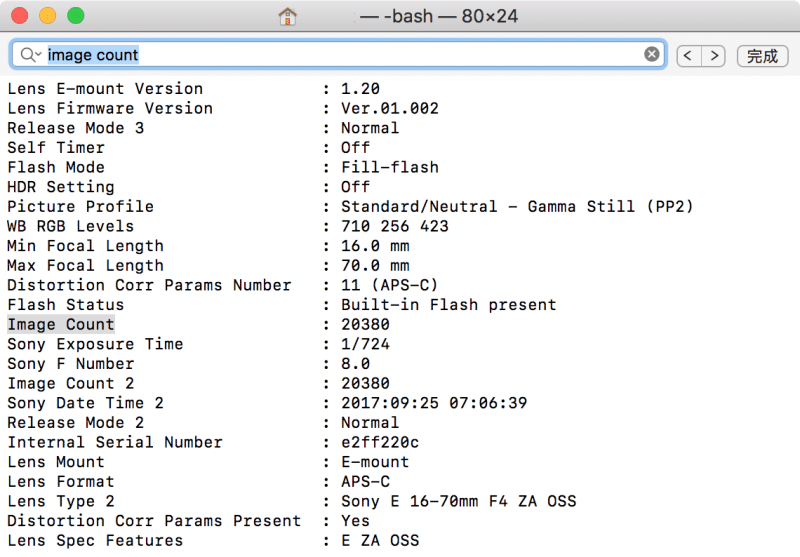 — -bash — 80×24
image count
< > 完成
Lens E-mount Version : 1.20
Lens Firmware Version : Ver.01.002
Release Mode 3 : Normal
Self Timer : Off
Flash Mode : Fill-flash
HDR Setting : Off
Picture Profile : Standard/Neutral - Gamma Still (PP2)
WB RGB Levels : 710 256 423
Min Focal Length : 16.0 mm
Max Focal Length : 70.0 mm
Distortion Corr Params Number : 11 (APS-C)
Flash Status : Built-in Flash present
Image Count : 20380
Sony Exposure Time : 1/724
Sony F Number : 8.0
Image Count 2 : 20380
Sony Date Time 2 : 2017:09:25 07:06:39
Release Mode 2 : Normal
Internal Serial Number : e2ff220c
Lens Mount : E-mount
Lens Format : APS-C
Lens Type 2 : Sony E 16-70mm F4 ZA OSS
Distortion Corr Params Present : Yes
Lens Spec Features : E ZA OSS